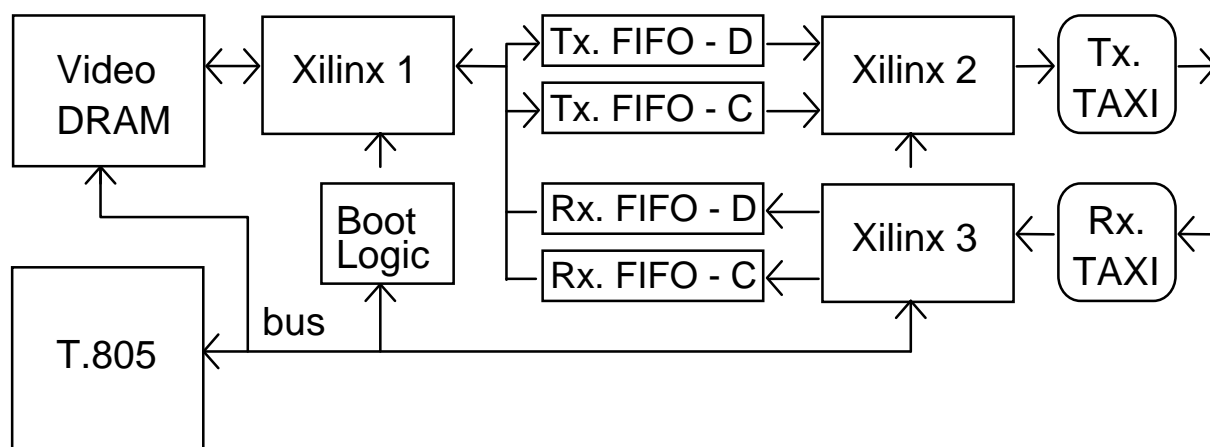 Video
DRAM
Xilinx 1
Tx. FIFO - D
Tx. FIFO - C
Xilinx 2
Tx.
TAXI
Boot
Logic
Rx. FIFO - D
Rx. FIFO - C
Xilinx 3
Rx.
TAXI
T.805
bus